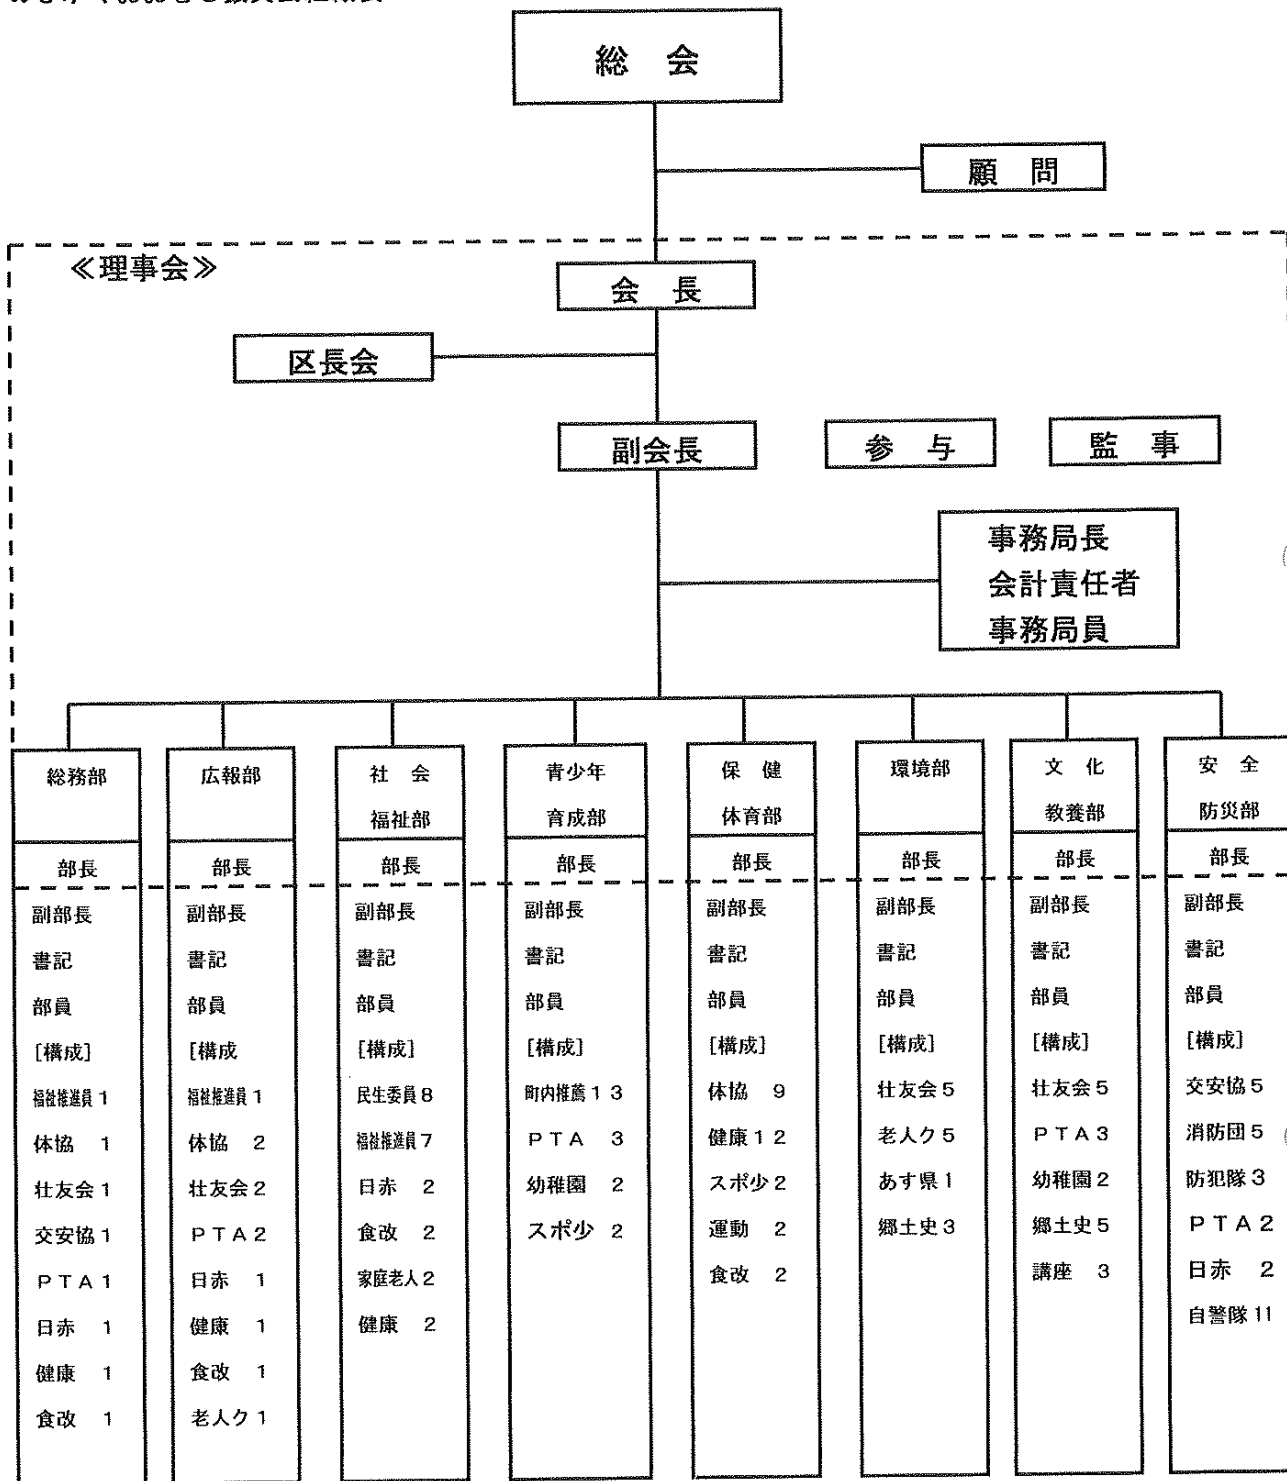 総　会
顧　問
≪理事会≫
会　長
区長会
副会長
参　与
監　事
事務局長
会計責任者
事務局員
総務部
部長
副部長
書記
部員
[構成]
福祉推進員 1
体協　1
壮友会 1
交安協 1
ＰＴＡ 1
日赤　1
健康　1
食改　1
広報部
部長
副部長
書記
部員
[構成
福祉推進員 1
体協　2
壮友会 2
ＰＴＡ 2
日赤　1
健康　1
食改　1
老人ク 1
社　会
福祉部
部長
副部長
書記
部員
[構成]
民生委員 8
福祉推進員 7
日赤　2
食改　2
家庭老人 2
健康　2
青少年
育成部
部長
副部長
書記
部員
[構成]
町内推薦 1 3
ＰＴＡ　3
幼稚園　2
スポ少　2
保　健
体育部
部長
副部長
書記
部員
[構成]
体協　9
健康 1 2
スポ少 2
運動　2
食改　2
環境部
部長
副部長
書記
部員
[構成]
壮友会 5
老人ク 5
あす県 1
郷土史 3
文　化
教養部
部長
副部長
書記
部員
[構成]
壮友会 5
ＰＴＡ 3
幼稚園 2
郷土史 5
講座　3
安　全
防災部
部長
副部長
書記
部員
[構成]
交安協 5
消防団 5
防犯隊 3
ＰＴＡ 2
日赤　2
自警隊 11